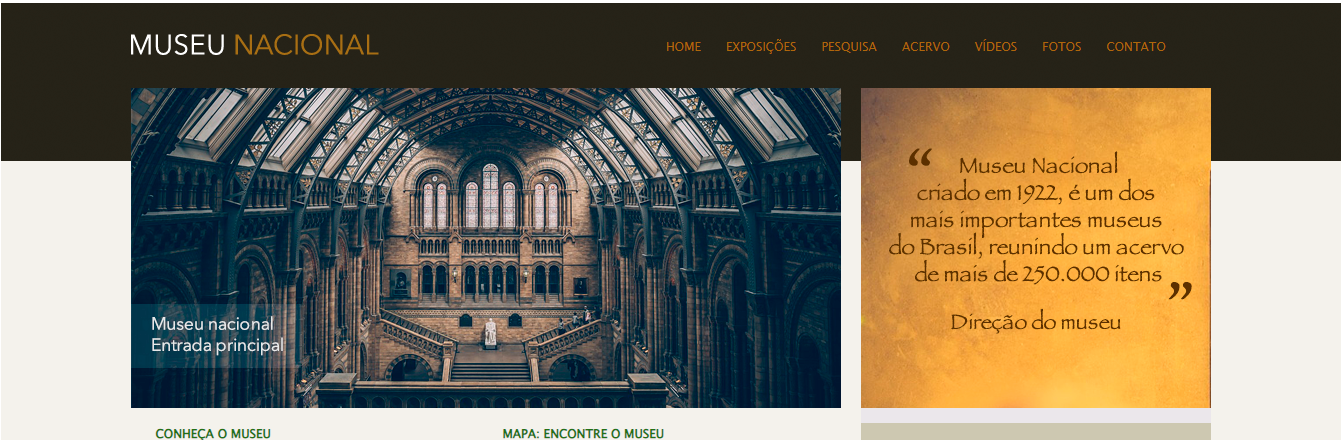 MUSEU NACIONAL
HOME EXPOSIÇÕES PESQUISA ACERVO VÍDEOS FOTOS CONTATO
Museu nacional
Entrada principal
“ Museu Nacional
criado em 1922, é um dos
mais importantes museus
do Brasil, reunindo um acervo
de mais de 250.000 itens ”
Direção do museu
CONHEÇA O MUSEU
MAPA: ENCONTRE O MUSEU